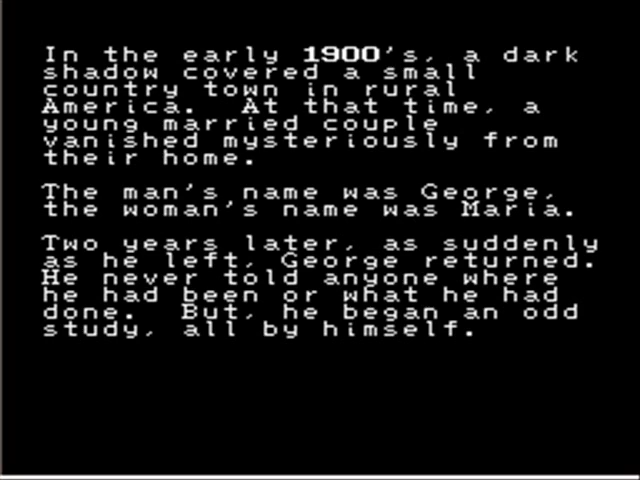 In the early 1900's, a dark
shadow covered a small
country town in rural
America.  At that time, a
young married couple
vanished mysteriously from
their home.
The man's name was George,
the woman's name was Maria.
Two years later, as suddenly
as he left, George returned.
He never told anyone where
he had been or what he had
done.  But, he began an odd
study, all by himself.